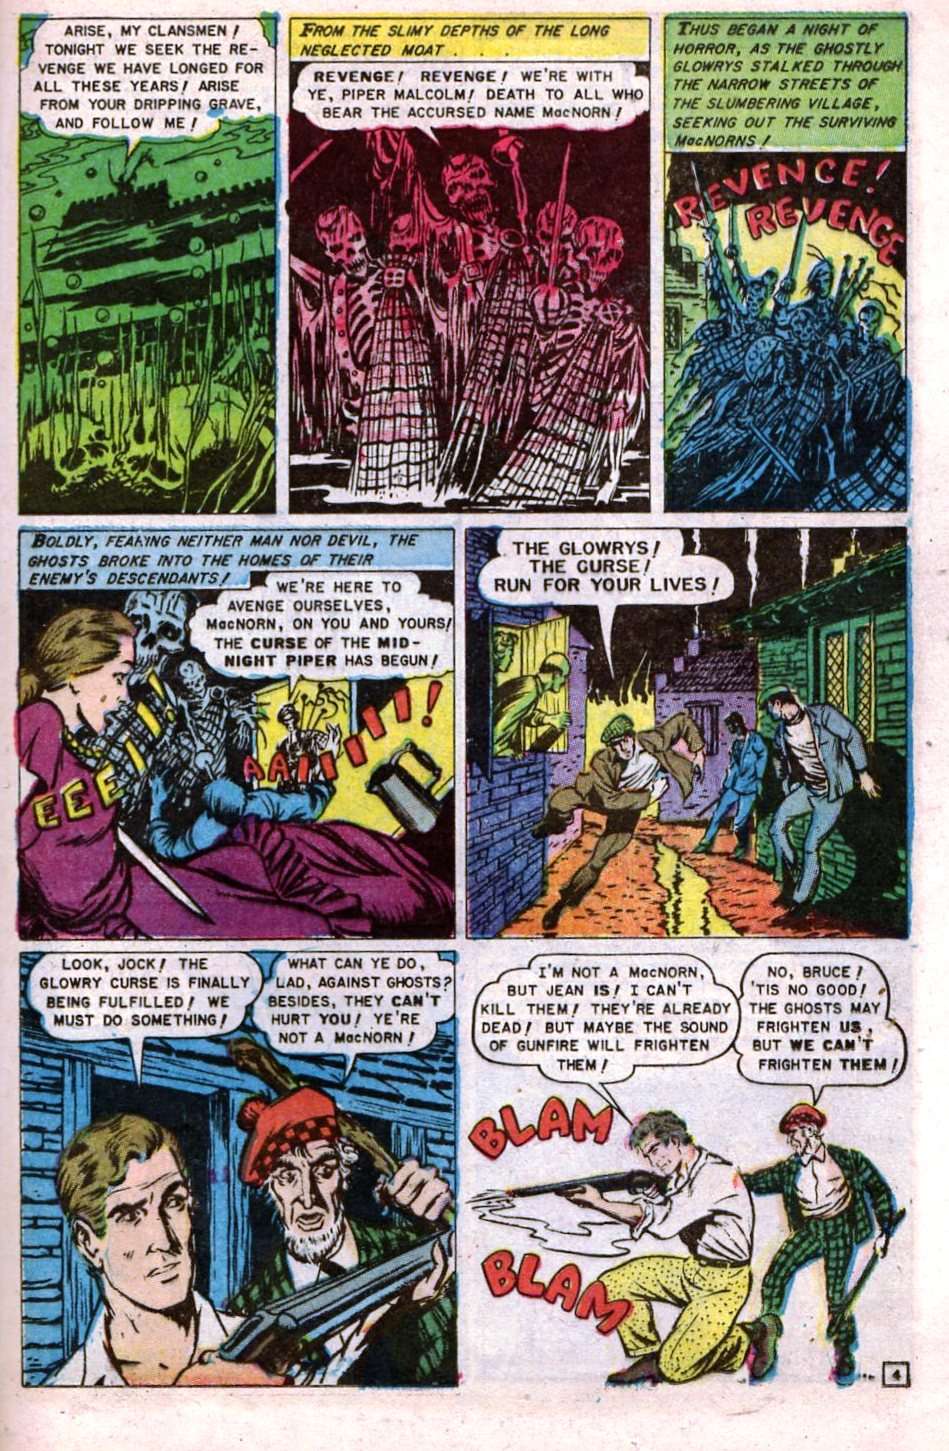 ARISE, MY CLANSMEN!
TONIGHT WE SEEK THE RE-
VENGE WE HAVE LONGED FOR
ALL THESE YEARS! ARISE
FROM YOUR DRIPPING GRAVE,
AND FOLLOW ME!
FROM THE SLIMY DEPTHS OF THE LONG
NEGLECTED MOAT . . . .
REVENGE! REVENGE! WE'RE WITH
YE, PIPER MALCOLM! DEATH TO ALL WHO
BEAR THE ACCURSED NAME MacNORN!
THUS BEGAN A NIGHT OF
HORROR, AS THE GHOSTLY
GLOWRYS STALKED THROUGH
THE NARROW STREETS OF
THE SLUMBERING VILLAGE,
SEEKING OUT THE SURVIVING
MacNORNS!
REVENGE!
REVENGE
BOLDLY, FEARING NEITHER MAN NOR DEVIL, THE
GHOSTS BROKE INTO THE HOMES OF THEIR
ENEMY'S DESCENDANTS!
WE'RE HERE TO
AVENGE OURSELVES,
MacNORN, ON YOU AND YOURS!
THE CURSE OF THE MID-
NIGHT PIPER HAS BEGUN!
EEEE!
AAIIIII!!
THE GLOWRYS!
THE CURSE!
RUN FOR YOUR LIVES!
LOOK, JOCK! THE
GLOWRY CURSE IS FINALLY
BEING FULFILLED! WE
MUST DO SOMETHING!
WHAT CAN YE DO,
LAD, AGAINST GHOSTS?
BESIDES, THEY CAN'T
HURT YOU! YE'RE
NOT A MacNORN!
I'M NOT A MacNORN,
BUT JEAN IS! I CAN'T
KILL THEM! THEY'RE ALREADY
DEAD! BUT MAYBE THE SOUND
OF GUNFIRE WILL FRIGHTEN
THEM!
NO, BRUCE!
'TIS NO GOOD!
THE GHOSTS MAY
FRIGHTEN US,
BUT WE CAN'T
FRIGHTEN THEM!
BLAM
BLAM
4